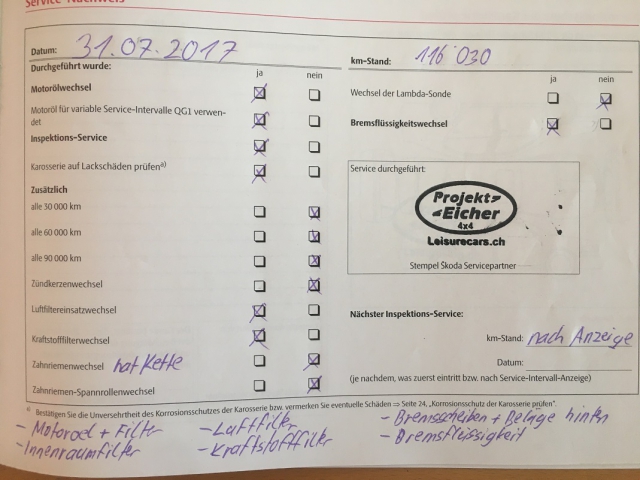 Service-Nachweis
Datum: 31.07.2017
km-Stand: 116 030
Durchgeführt wurde: ja nein
ja nein
Motorölwechsel
Wechsel der Lambda-Sonde
Motoröl für variable Service-Intervalle QG1 verwen-
det
Bremsflüssigkeitswechsel
Inspektions-Service
Karosserie auf Lackschäden prüfen a)
Service durchgeführt:
Zusätzlich
alle 30 000 km
alle 60 000 km
alle 90 000 km
Projekt
Eicher
4x4
Leisurecars.ch
Stempel Škoda Servicepartner
Zündkerzenwechsel
Luftfiltereinsatzwechsel
Kraftstofffilterwechsel
Zahnriemenwechsel hat Kette
Zahnriemen-Spannrollenwechsel
Nächster Inspektions-Service:
km-Stand: nach Anzeige
Datum:
(je nachdem, was zuerst eintritt bzw. nach Service-Intervall-Anzeige)
a) Bestätigen Sie die Unversehrtheit des Korrosionsschutzes der Karosserie bzw. vermerken Sie eventuelle Schäden ⇒ Seite 24, „Korrosionsschutz der Karosserie prüfen“.
- Motoroel + Filter
- Innenraumfilter
- Luftfilter
- Kraftstoffilter
- Bremsscheiben + Beläge hinten
- Bremsflüssigkeit